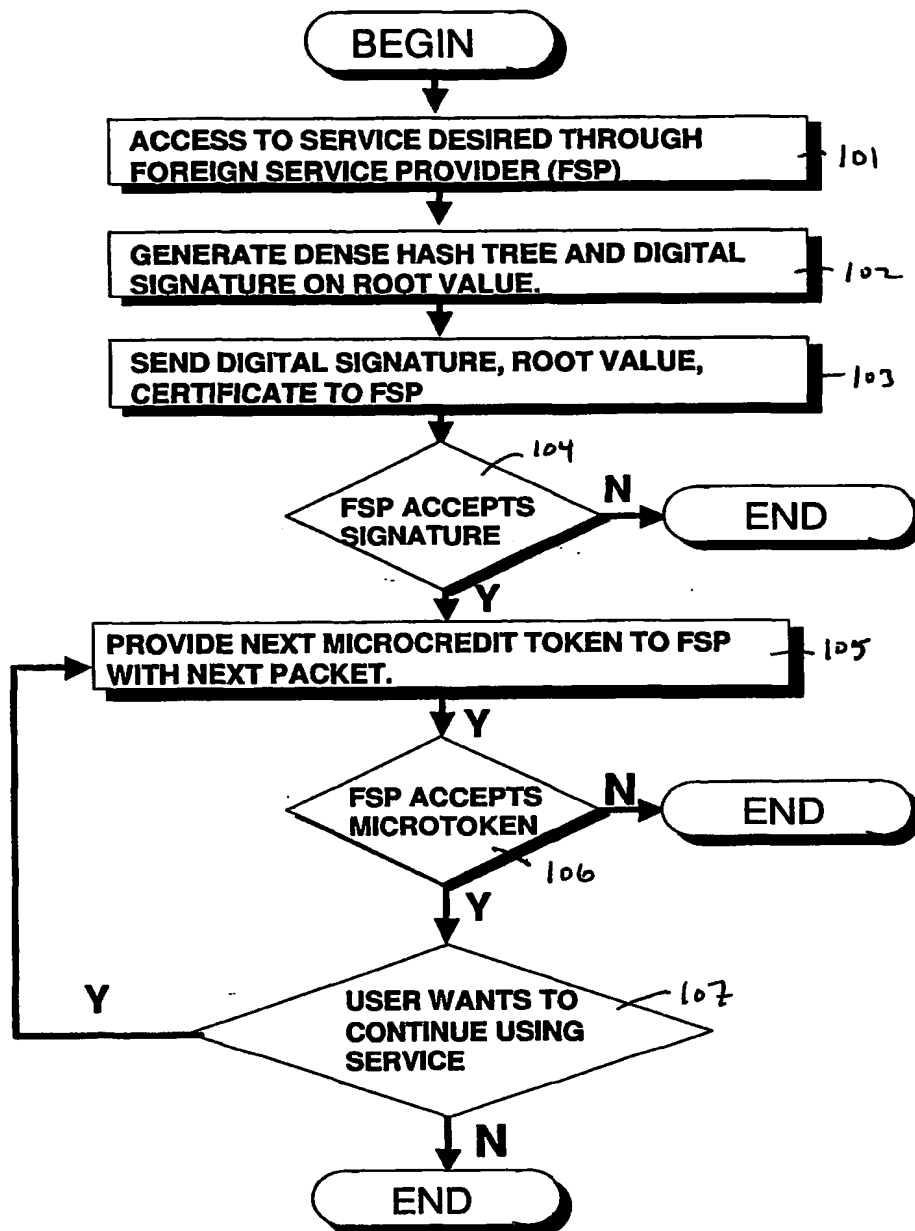 BEGIN
ACCESS TO SERVICE DESIRED THROUGH
FOREIGN SERVICE PROVIDER (FSP)
101
GENERATE DENSE HASH TREE AND DIGITAL
SIGNATURE ON ROOT VALUE.
102
SEND DIGITAL SIGNATURE, ROOT VALUE,
CERTIFICATE TO FSP
103
104
FSP ACCEPTS
SIGNATURE
N
END
Y
PROVIDE NEXT MICROCREDIT TOKEN TO FSP
WITH NEXT PACKET.
105
Y
FSP ACCEPTS
MICROTOKEN
N
END
106
Y
Y
USER WANTS TO
CONTINUE USING
SERVICE
107
N
END